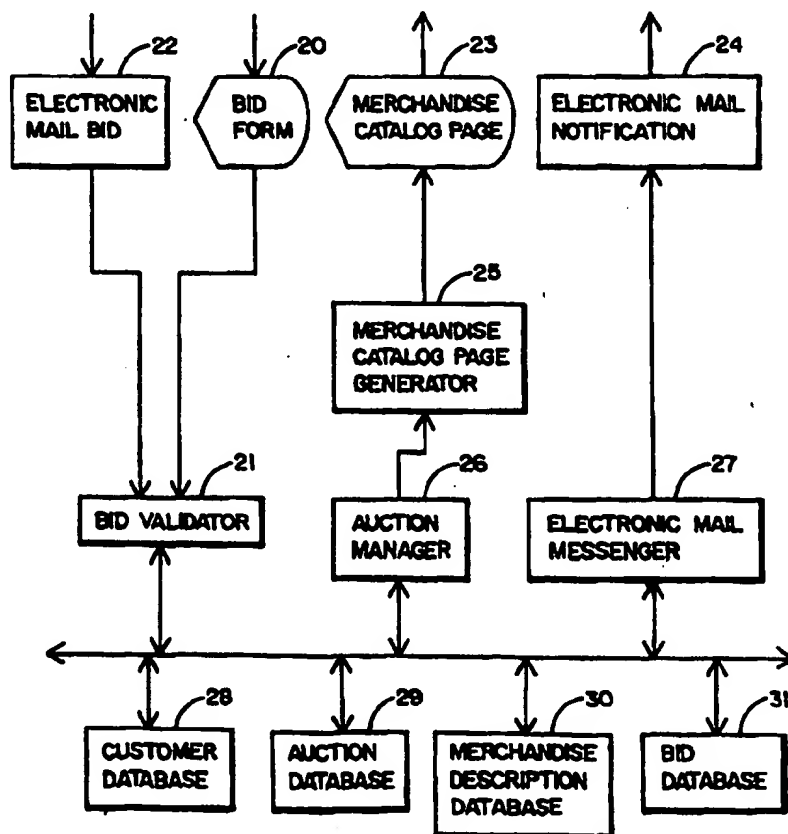 22
20
23
24
ELECTRONIC
MAIL BID
BID
FORM
MERCHANDISE
CATALOG PAGE
ELECTRONIC MAIL
NOTIFICATION
25
MERCHANDISE
CATALOG PAGE
GENERATOR
21
26
27
BID VALIDATOR
AUCTION
MANAGER
ELECTRONIC MAIL
MESSENGER
28
29
30
31
CUSTOMER
DATABASE
AUCTION
DATABASE
MERCHANDISE
DESCRIPTION
DATABASE
BID
DATABASE